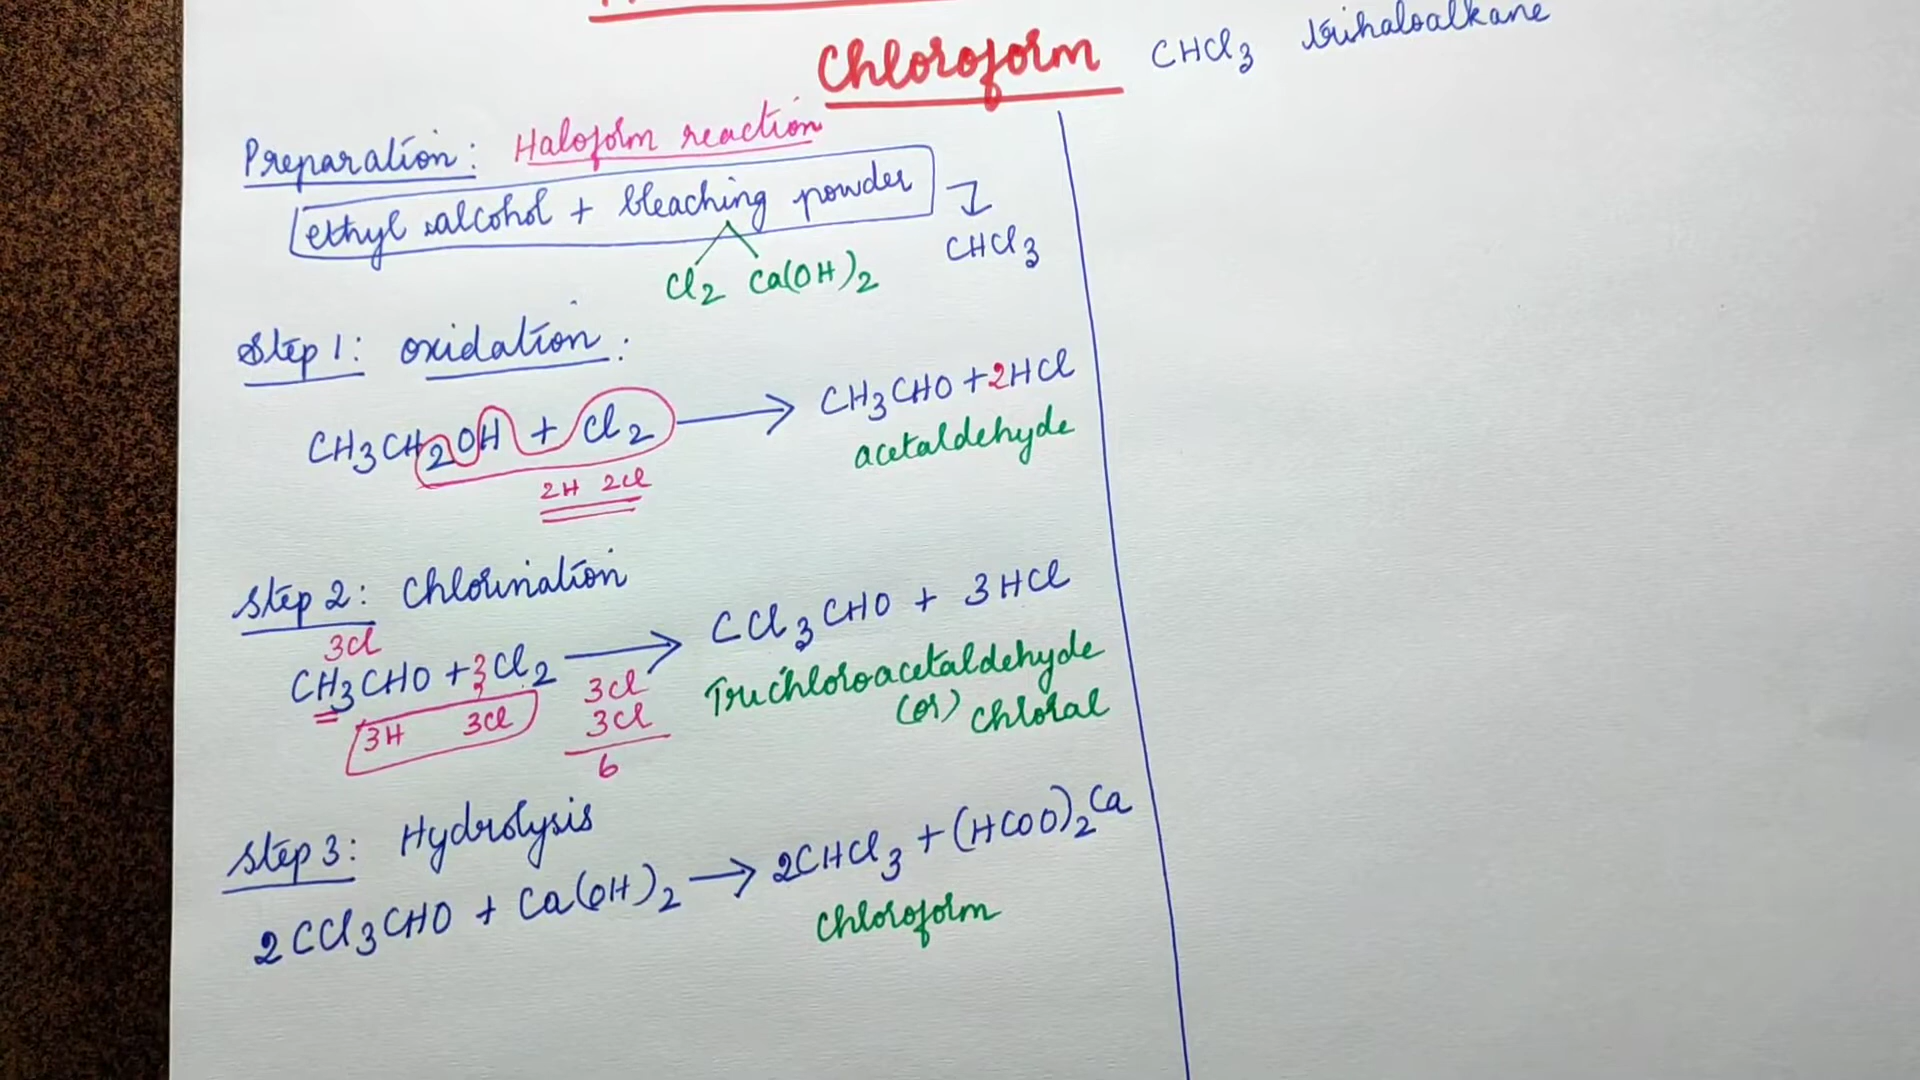 Chloroform CHCl3 trihaloalkane
Preparation: Haloform reaction
ethyl alcohol + bleaching powder
CHCl3
Cl2 Ca(OH)2
Step 1: oxidation:
CH3CH2OH + Cl2 → CH3CHO + 2HCl
acetaldehyde
2H 2Cl
Step 2: Chlorination
3Cl
CH3CHO + 3Cl2 → CCl3CHO + 3HCl
3H 3Cl
3Cl
3Cl
6
Trichloroacetaldehyde
(or) chloral
Step 3: Hydrolysis
2CCl3CHO + Ca(OH)2 → 2CHCl3 + (HCOO)2Ca
chloroform